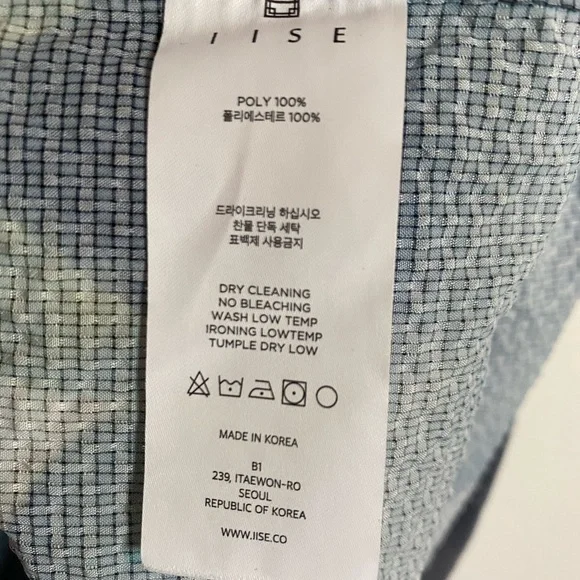 IISE
POLY 100%
폴리에스테르 100%
드라이크리닝 하십시오
찬물 단독 세탁
표백제 사용금지
DRY CLEANING
NO BLEACHING
WASH LOW TEMP
IRONING LOWTEMP
TUMPLE DRY LOW
MADE IN KOREA
B1
239, ITAEWON-RO
SEOUL
REPUBLIC OF KOREA
WWW.IISE.CO